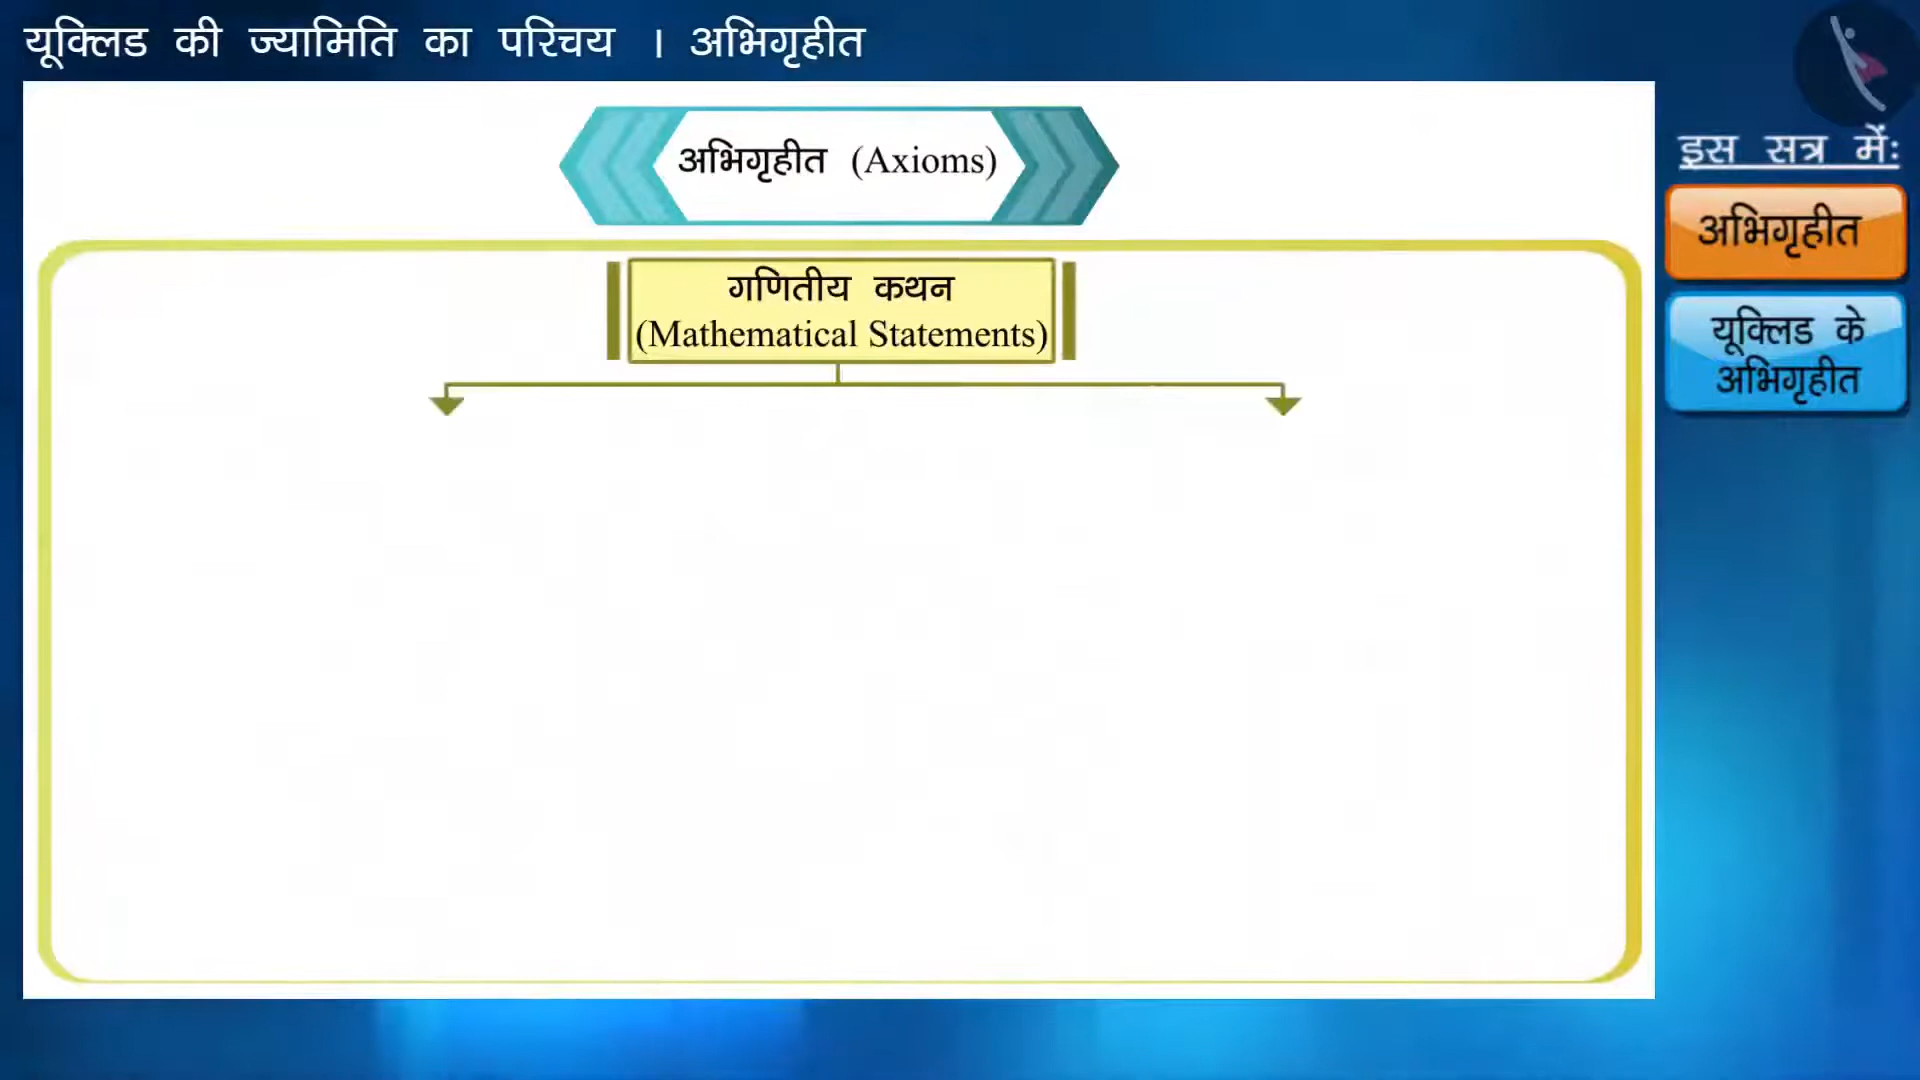 यूक्लिड की ज्यामिति का परिचय । अभिगृहीत
अभिगृहीत (Axioms)
गणितीय कथन
(Mathematical Statements)
इस सत्र में:
अभिगृहीत
यूक्लिड के
अभिगृहीत